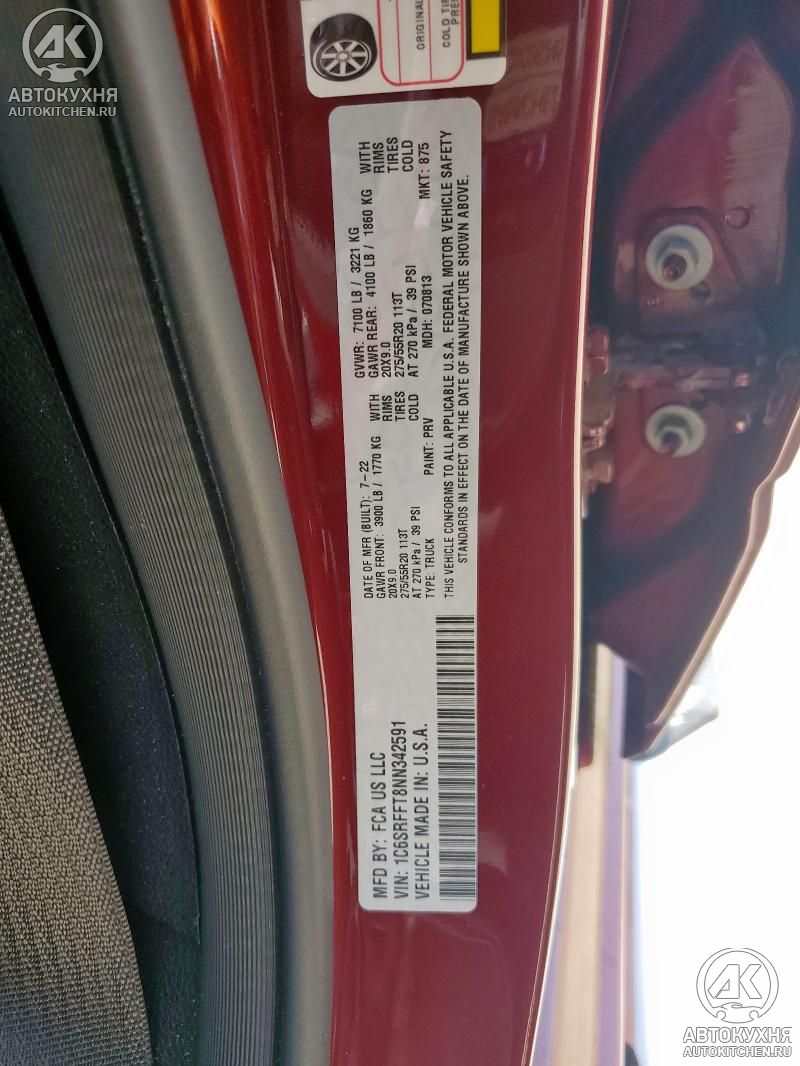 АВТОКУХНЯ
AUTOKITCHEN.RU
ORIGINAL
COLD TIRE
MFD BY: FCA US LLC
VIN: 1C6SRFFT8NN342591
VEHICLE MADE IN: U.S.A.
DATE OF MFR (BUILT): 7-22
GAWR FRONT: 3900 LB / 1770 KG WITH
20X9.0 RIMS
275/55R20 113T TIRES
AT 270 kPa / 39 PSI COLD
TYPE: TRUCK PAINT: PRV
GVWR: 7100 LB / 3221 KG
GAWR REAR: 4100 LB / 1860 KG WITH
20X9.0 RIMS
275/55R20 113T TIRES
AT 270 kPa / 39 PSI COLD
MDH: 070813 MKT: 875
THIS VEHICLE CONFORMS TO ALL APPLICABLE U.S.A. FEDERAL MOTOR VEHICLE SAFETY
STANDARDS IN EFFECT ON THE DATE OF MANUFACTURE SHOWN ABOVE.
АВТОКУХНЯ
AUTOKITCHEN.RU